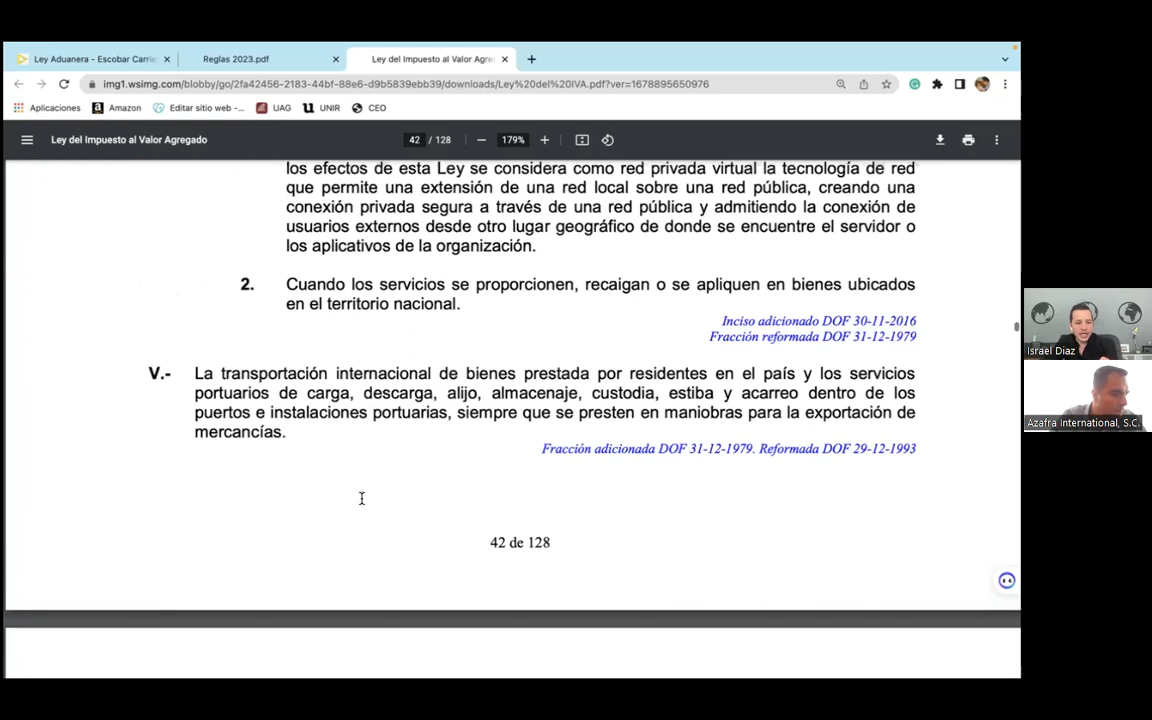 Ley Aduanera - Escobar Carrie
Reglas 2023.pdf
Ley del Impuesto al Valor Agre
img1.wsimg.com/blobby/go/2fa42456-2183-44bf-88e6-d9b5839ebb39/downloads/Ley%20del%20IVA.pdf?ver=1678895650976
Aplicaciones Amazon Editar sitio web -... UAG UNIR CEO
Ley del Impuesto al Valor Agregado 42 / 128 179%
los efectos de esta Ley se considera como red privada virtual la tecnología de red
que permite una extensión de una red local sobre una red pública, creando una
conexión privada segura a través de una red pública y admitiendo la conexión de
usuarios externos desde otro lugar geográfico de donde se encuentre el servidor o
los aplicativos de la organización.
2. Cuando los servicios se proporcionen, recaigan o se apliquen en bienes ubicados
en el territorio nacional.
Inciso adicionado DOF 30-11-2016
Fracción reformada DOF 31-12-1979
V.- La transportación internacional de bienes prestada por residentes en el país y los servicios
portuarios de carga, descarga, alijo, almacenaje, custodia, estiba y acarreo dentro de los
puertos e instalaciones portuarias, siempre que se presten en maniobras para la exportación de
mercancías.
Fracción adicionada DOF 31-12-1979. Reformada DOF 29-12-1993
42 de 128
Israel Diaz
Azafra International, S.C.